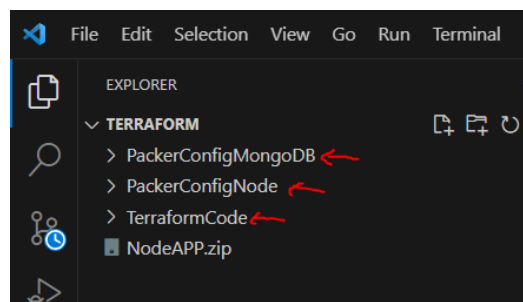 File Edit Selection View Go Run Terminal
EXPLORER
TERRAFORM
PackerConfigMongoDB
PackerConfigNode
TerraformCode
NodeAPP.zip